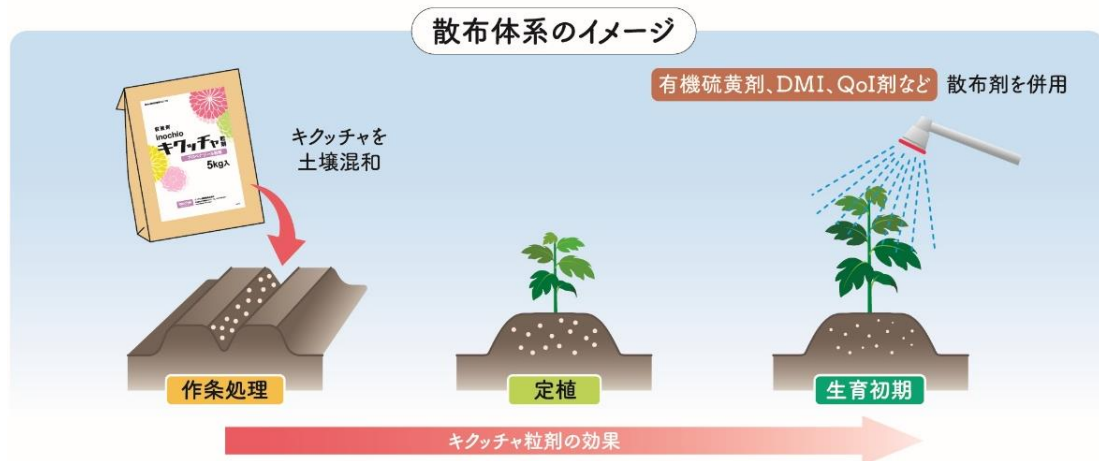 散布体系のイメージ
有機硫黄剤、DMI、QoI剤など 散布剤を併用
キクッチャを
土壌混和
inochio
キクッチャ
5kg入
作条処理
定植
生育初期
キクッチャ粒剤の効果